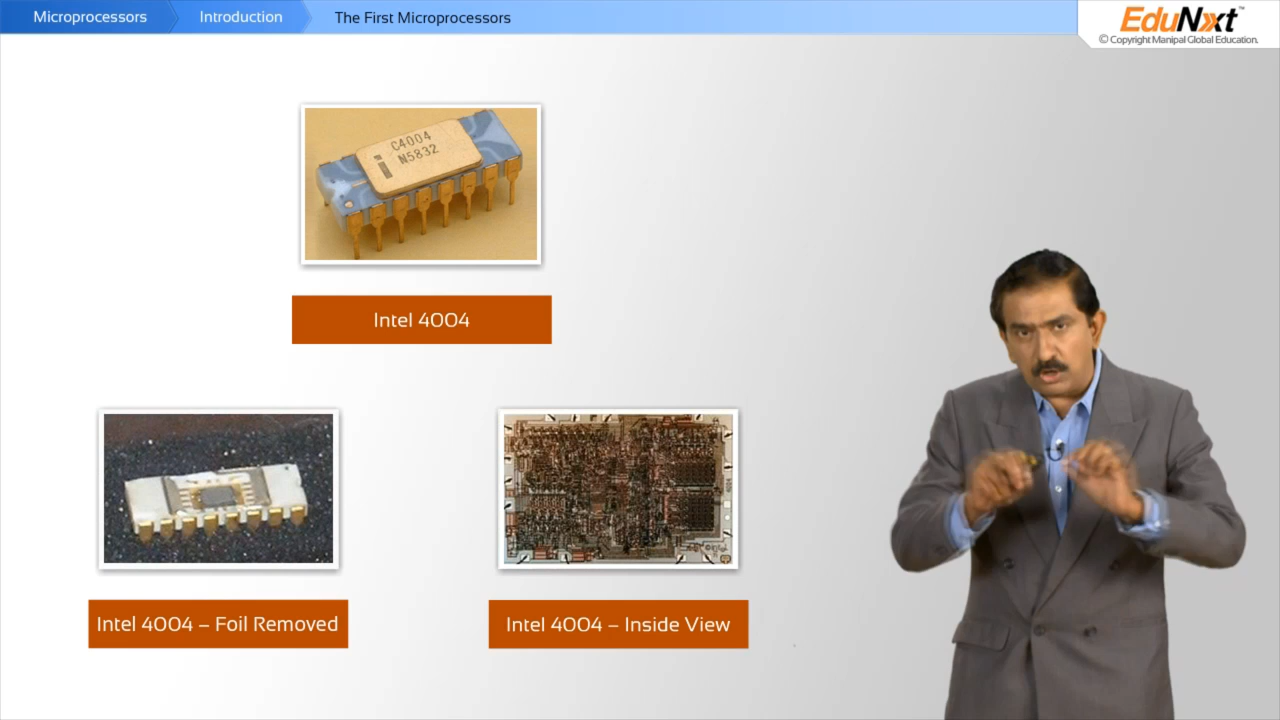 Microprocessors
Introduction
The First Microprocessors
EduNxt™
© Copyright Manipal Global Education.
C4004
N5832
Intel 4004
Intel 4004 – Foil Removed
Intel 4004 – Inside View